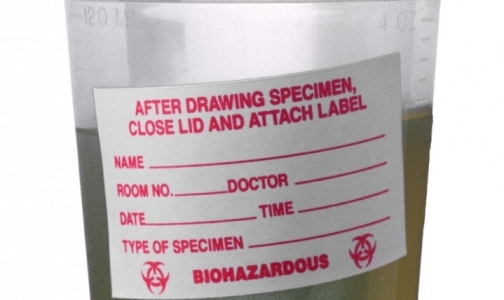 120 ML 4 OZ
AFTER DRAWING SPECIMEN,
CLOSE LID AND ATTACH LABEL
NAME
ROOM NO. DOCTOR
DATE TIME
TYPE OF SPECIMEN
BIOHAZARDOUS